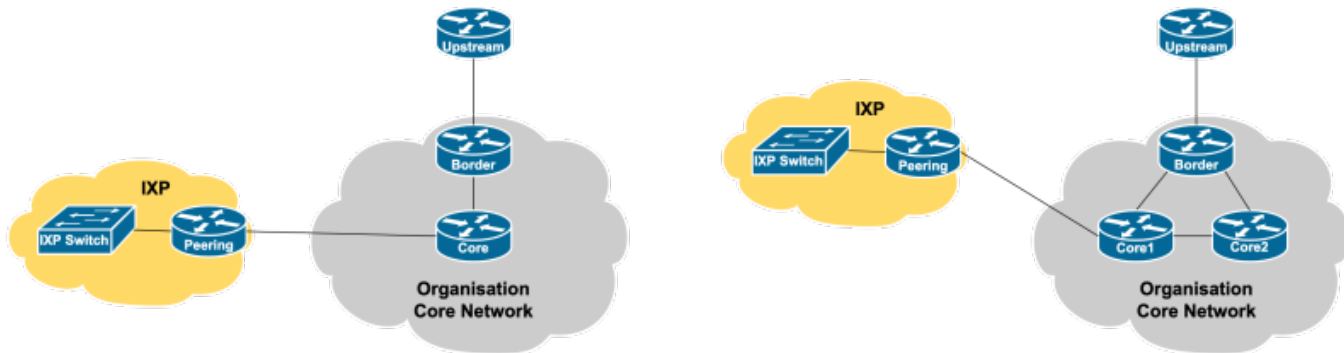 Upstream
Border
IXP
IXP Switch
Peering
Core
Organisation
Core Network
Upstream
IXP
IXP Switch
Peering
Border
Core1
Core2
Organisation
Core Network